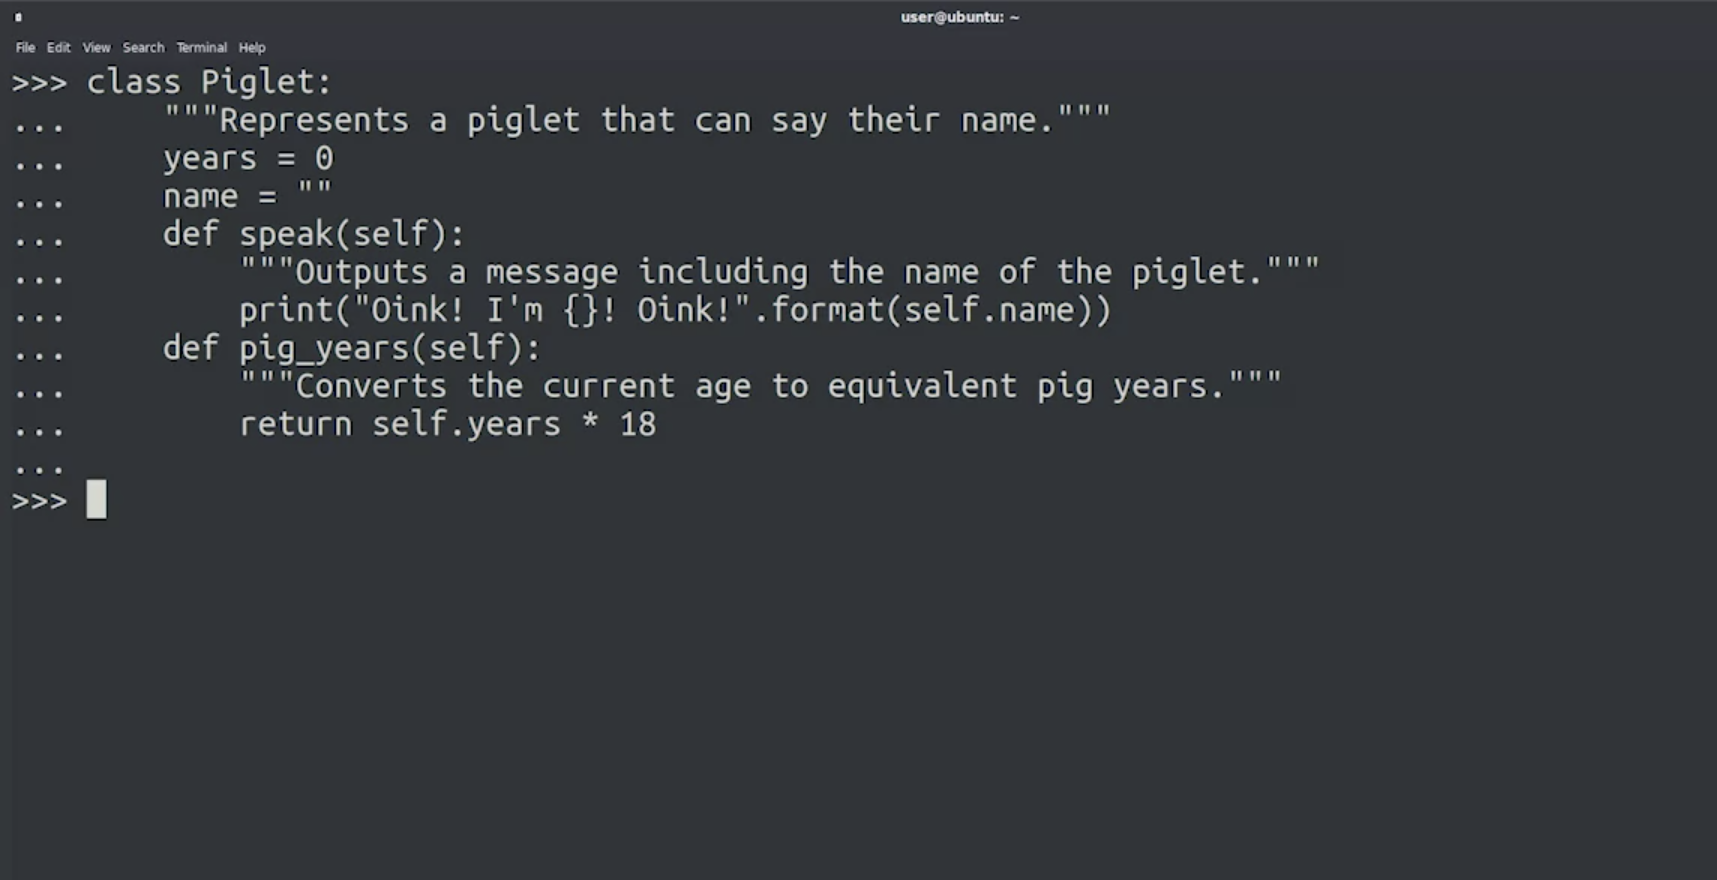 user@ubuntu: ~
File Edit View Search Terminal Help
>>> class Piglet:
...     """Represents a piglet that can say their name."""
...     years = 0
...     name = ""
...     def speak(self):
...         """Outputs a message including the name of the piglet."""
...         print("Oink! I'm {}! Oink!".format(self.name))
...     def pig_years(self):
...         """Converts the current age to equivalent pig years."""
...         return self.years * 18
...
>>>